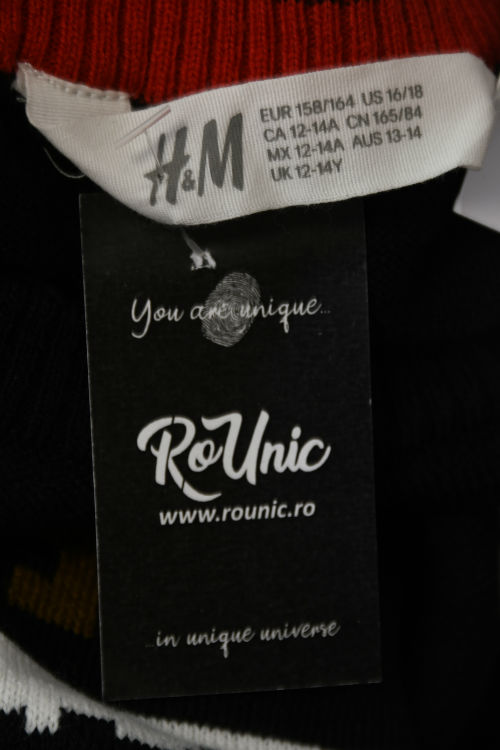 H&M
EUR 158/164 US 16/18
CA 12-14A CN 165/84
MX 12-14A AUS 13-14
UK 12-14Y
You are unique...
RoUnic
www.rounic.ro
...in unique universe